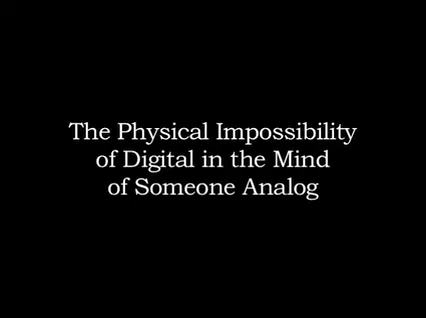 The Physical Impossibility
of Digital in the Mind
of Someone Analog